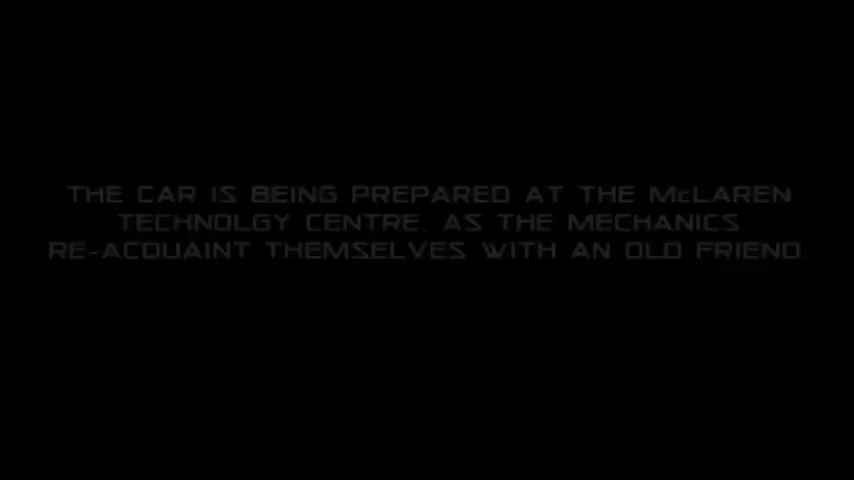 THE CAR IS BEING PREPARED AT THE McLAREN
TECHNOLGY CENTRE, AS THE MECHANICS
RE-ACQUAINT THEMSELVES WITH AN OLD FRIEND.